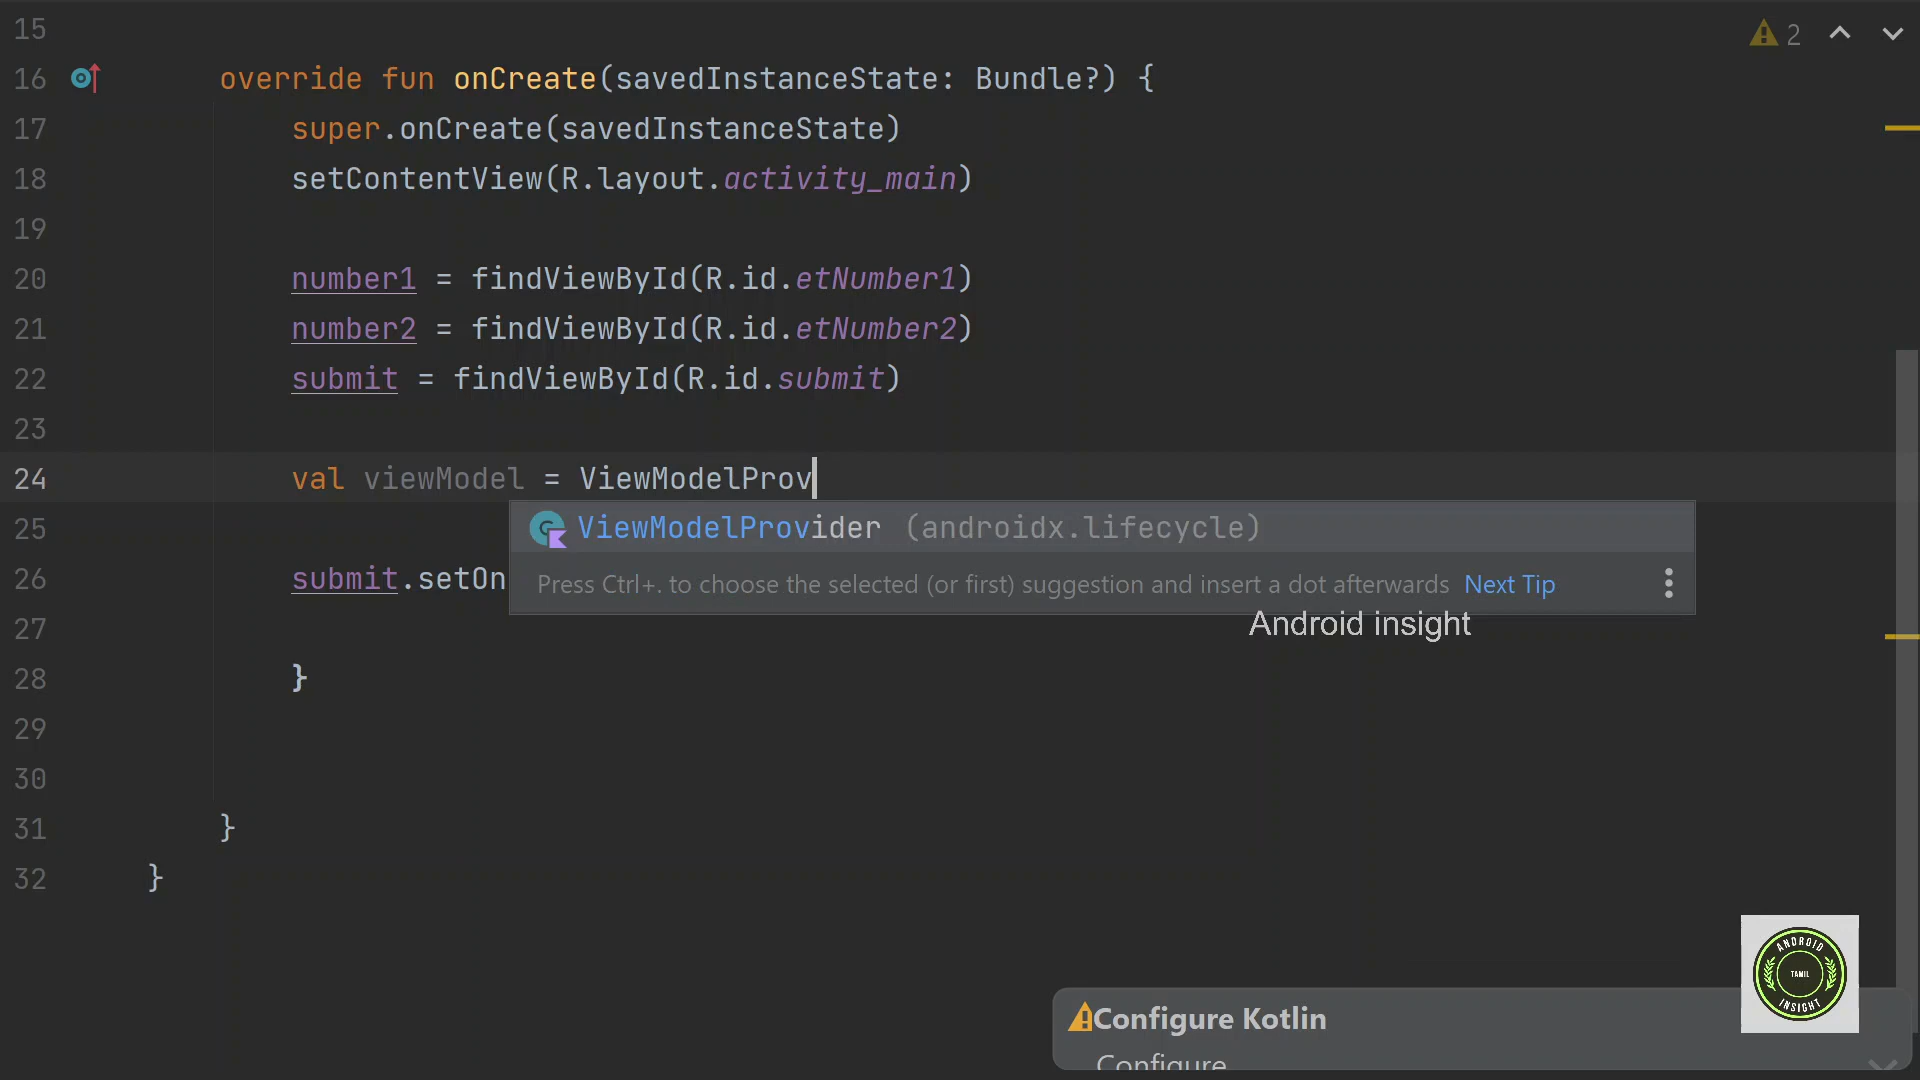 15
2
16 override fun onCreate(savedInstanceState: Bundle?) {
17 super.onCreate(savedInstanceState)
18 setContentView(R.layout.activity_main)
19
20 number1 = findViewById(R.id.etNumber1)
21 number2 = findViewById(R.id.etNumber2)
22 submit = findViewById(R.id.submit)
23
24 val viewModel = ViewModelProv
25
ViewModelProvider (androidx.lifecycle)
26 submit.setOn
Press Ctrl+. to choose the selected (or first) suggestion and insert a dot afterwards Next Tip
Android insight
27
28 }
29
30
31 }
32 }
ANDROID
TAMIL
INSIGHT
Configure Kotlin
Configure